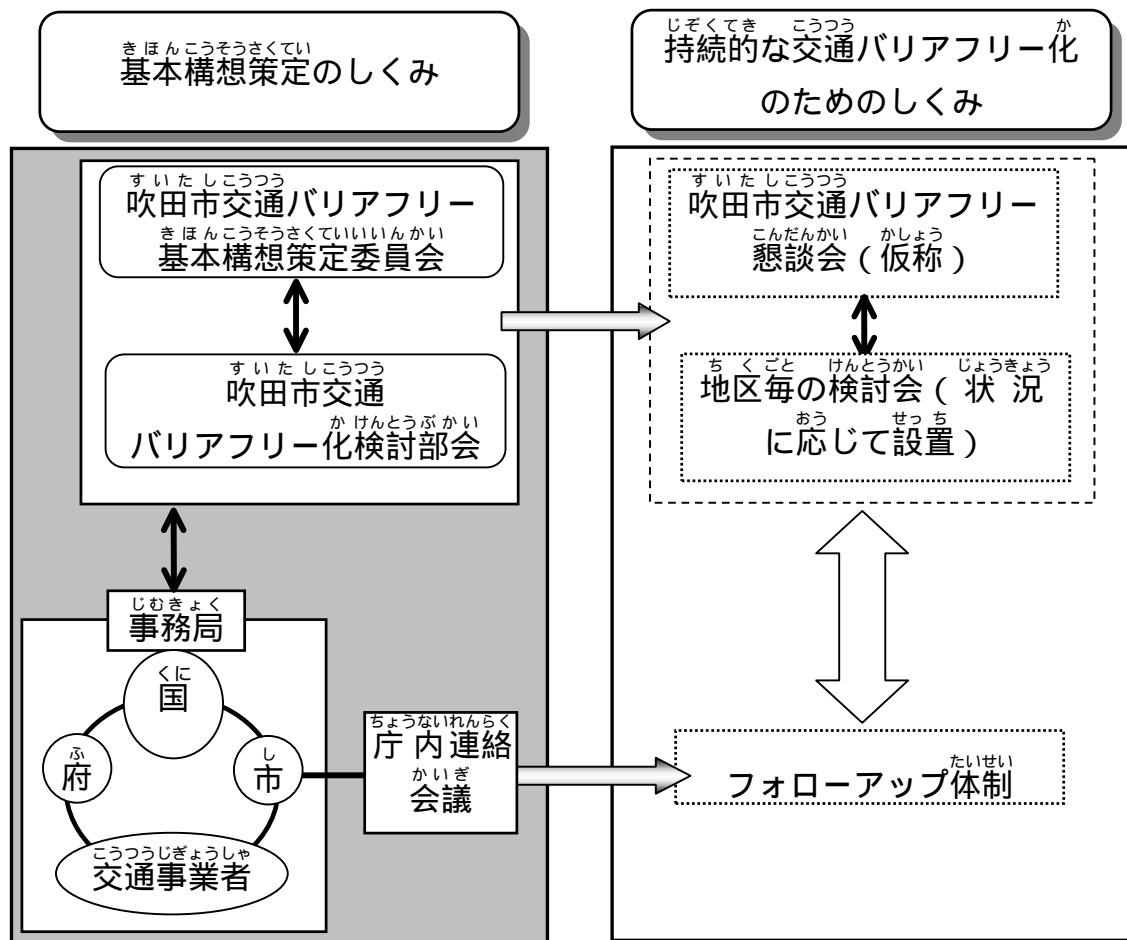 きほんこうそうさくてい
基本構想策定のしくみ
じぞくてき こうつう か
持続的な交通バリアフリー化
のためのしくみ
すいたしこうつう
吹田市交通バリアフリー
きほんこうそうさくていいいんかい
基本構想策定委員会
すいたしこうつう
吹田市交通
か けんとうぶかい
バリアフリー化検討部会
じむきょく
事務局
くに
国
ふ
府
し
市
こうつうじぎょうしゃ
交通事業者
ちょうないれんらく
庁内連絡
かいぎ
会議
すいたしこうつう
吹田市交通バリアフリー
こんだんかい かしょう
懇談会(仮称)
ちくごと けんとうかい じょうきょう
地区毎の検討会(状況
おう せっち
に応じて設置)
たいせい
フォローアップ体制